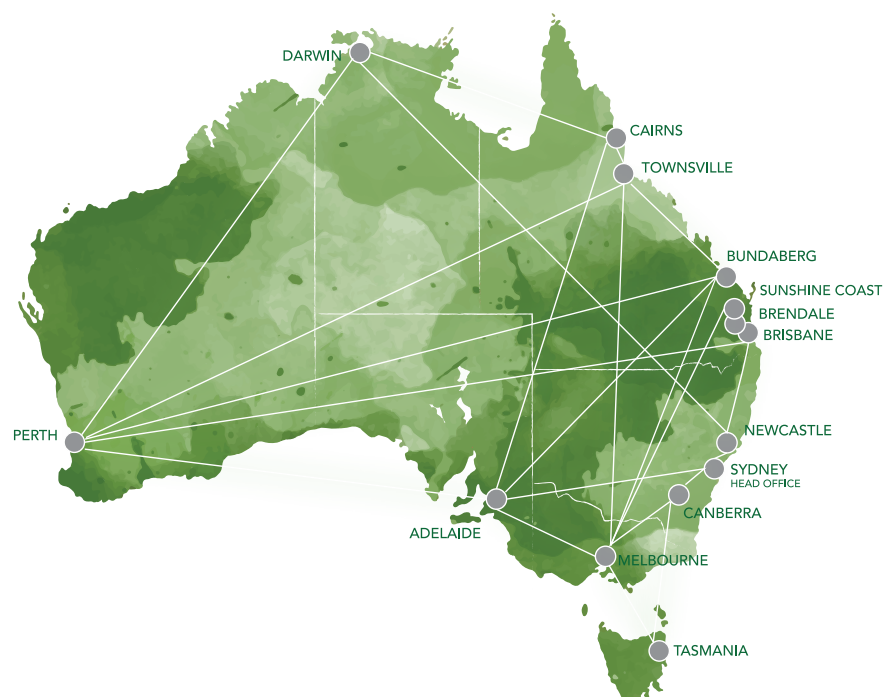 DARWIN
CAIRNS
TOWNSVILLE
BUNDABERG
SUNSHINE COAST
BRENDALE
BRISBANE
PERTH
NEWCASTLE
SYDNEY
HEAD OFFICE
CANBERRA
ADELAIDE
MELBOURNE
TASMANIA